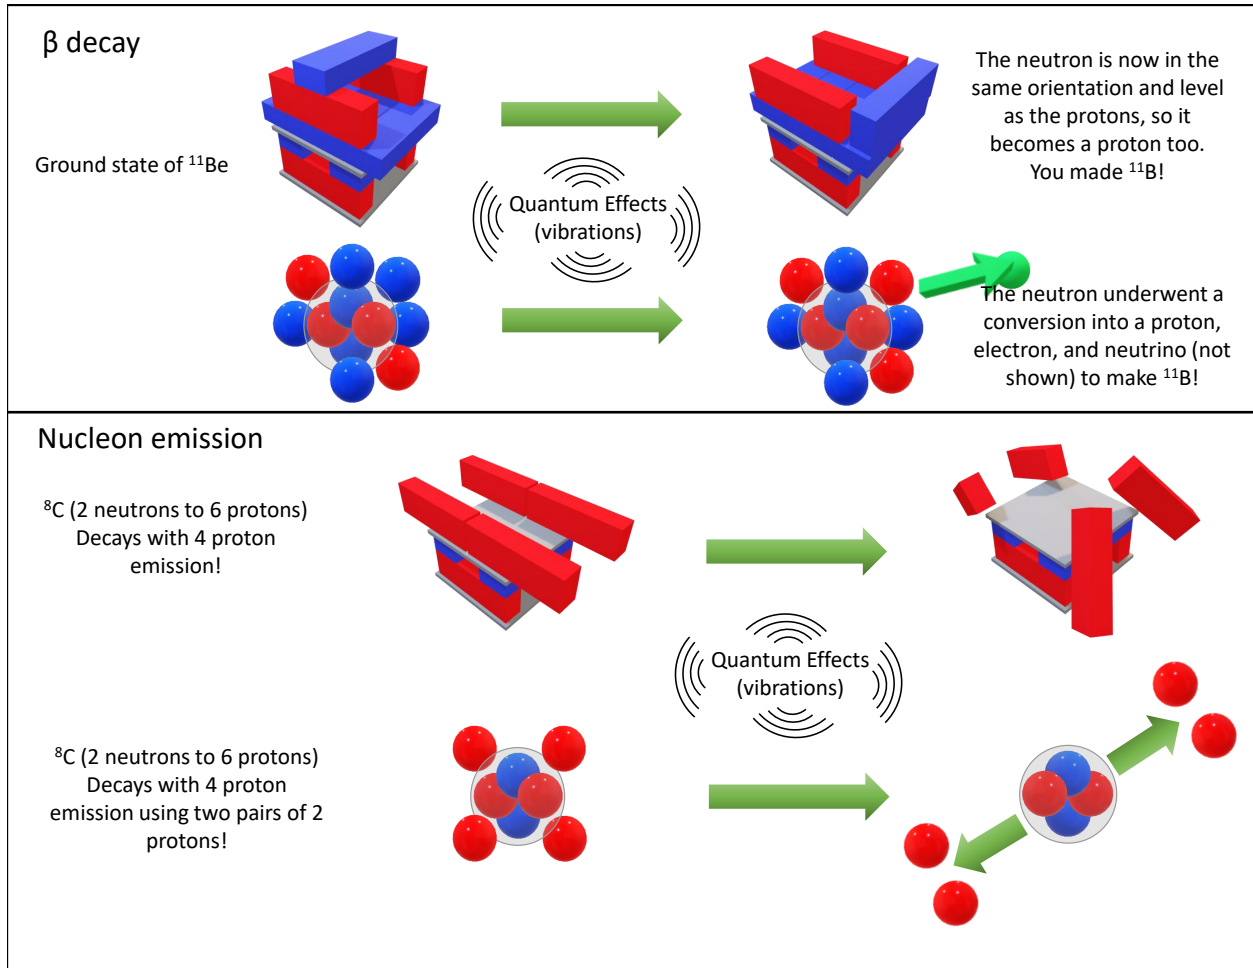 β decay
Ground state of ¹¹Be
Quantum Effects
(vibrations)
The neutron is now in the
same orientation and level
as the protons, so it
becomes a proton too.
You made ¹¹B!
The neutron underwent a
conversion into a proton,
electron, and neutrino (not
shown) to make ¹¹B!
Nucleon emission
⁸C (2 neutrons to 6 protons)
Decays with 4 proton
emission!
Quantum Effects
(vibrations)
⁸C (2 neutrons to 6 protons)
Decays with 4 proton
emission using two pairs of 2
protons!